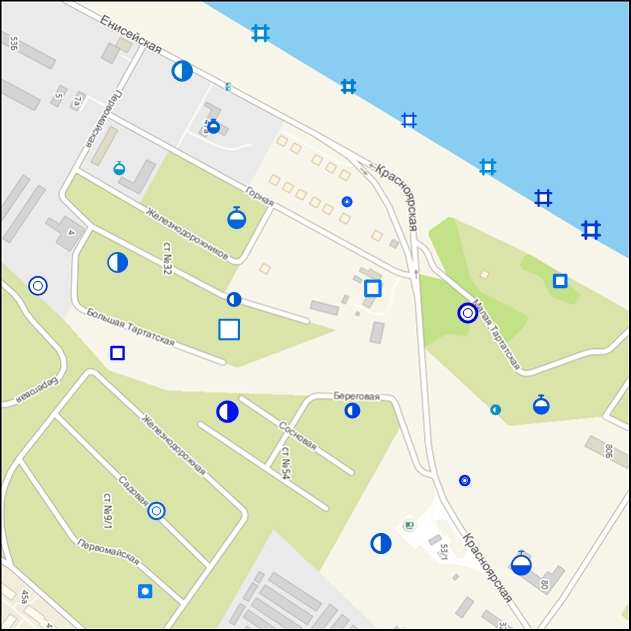 Енисейская
53Б
5
7а
Первомайская
Красноярская
Горная
Железнодорожников
4
ст №32
Большая Тартатская
Малая Тартатская
Береговая
Береговая
Железнодорожная
Сосновая
ст №54
80Б
Садовая
ст №9/1
Первомайская
53/1
Красноярская
80
45а